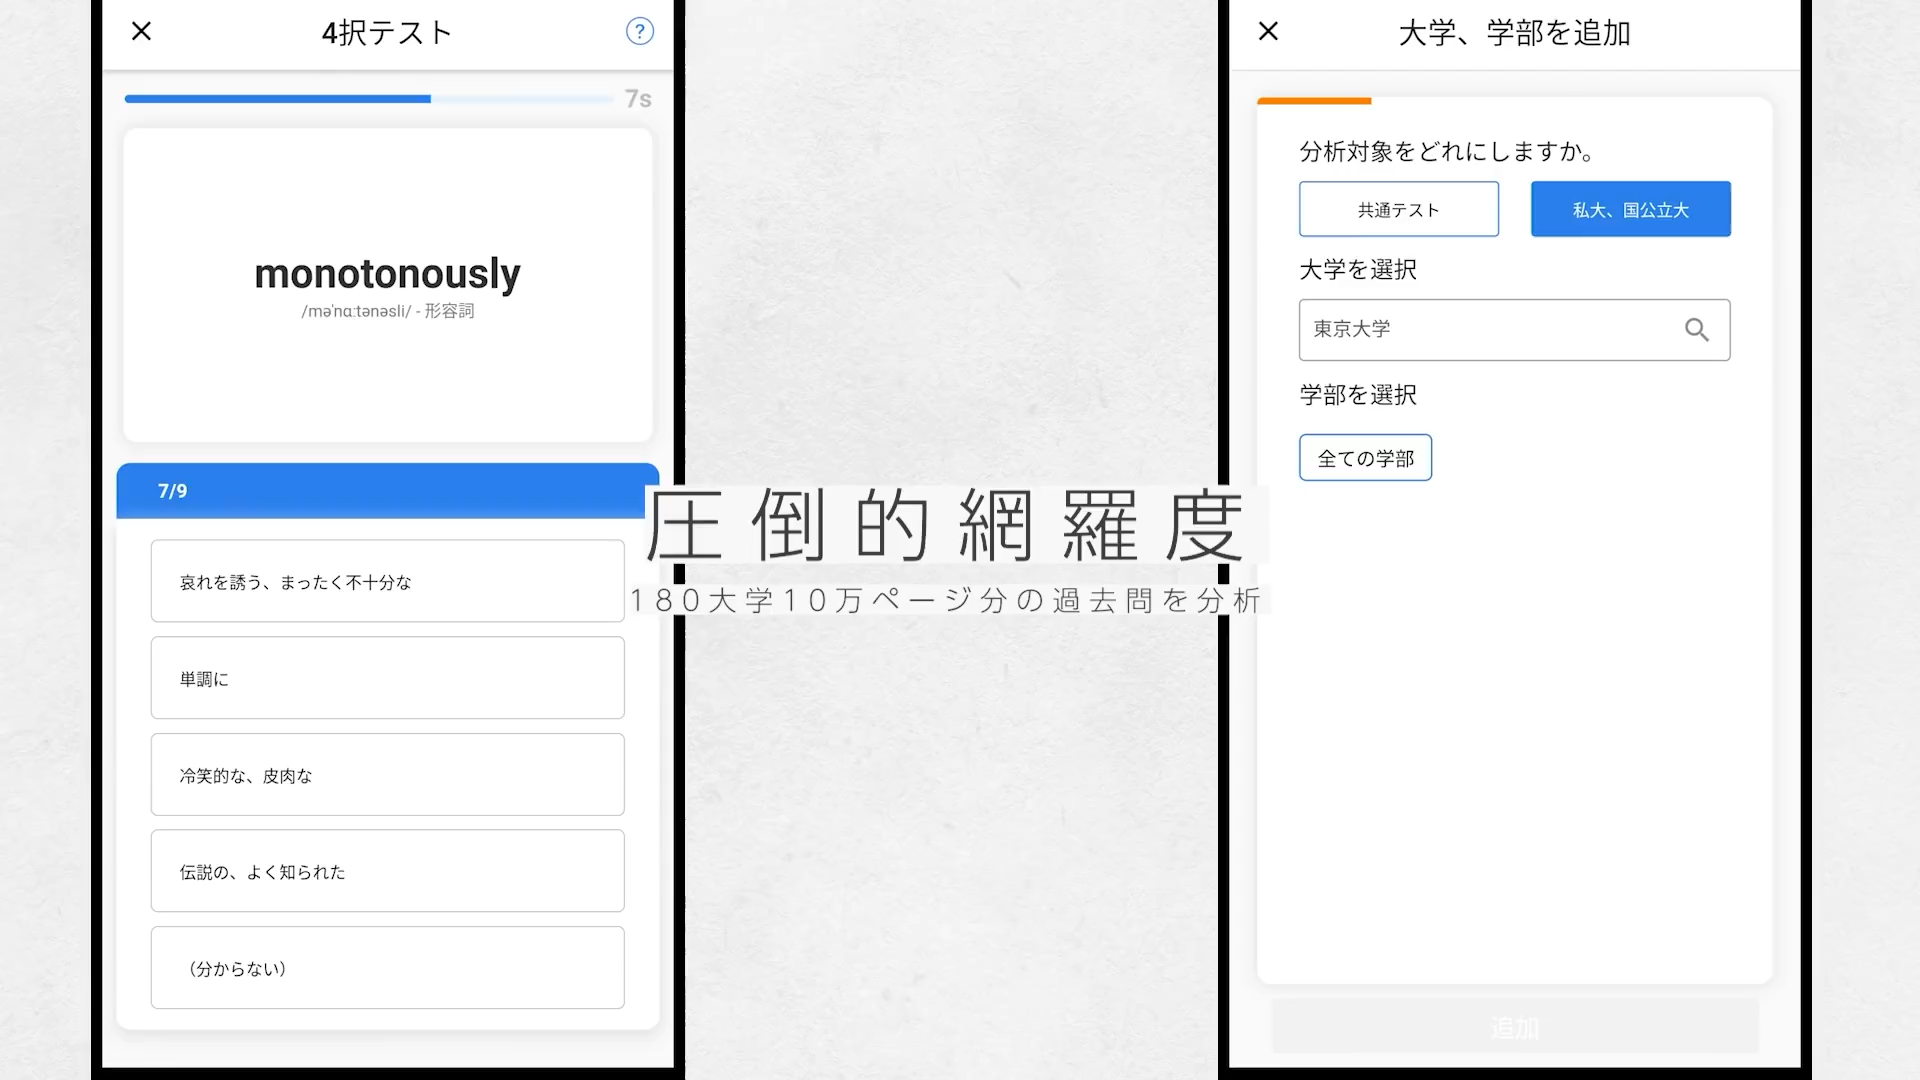 4択テスト
?
7s
monotonously
/məˈnɑːtənəsli/ - 形容詞
7/9
哀れを誘う、まったく不十分な
単調に
冷笑的な、皮肉な
伝説の、よく知られた
（分からない）
圧倒的網羅度
180大学10万ページ分の過去問を分析
大学、学部を追加
分析対象をどれにしますか。
共通テスト
私大、国公立大
大学を選択
東京大学
学部を選択
全ての学部
追加